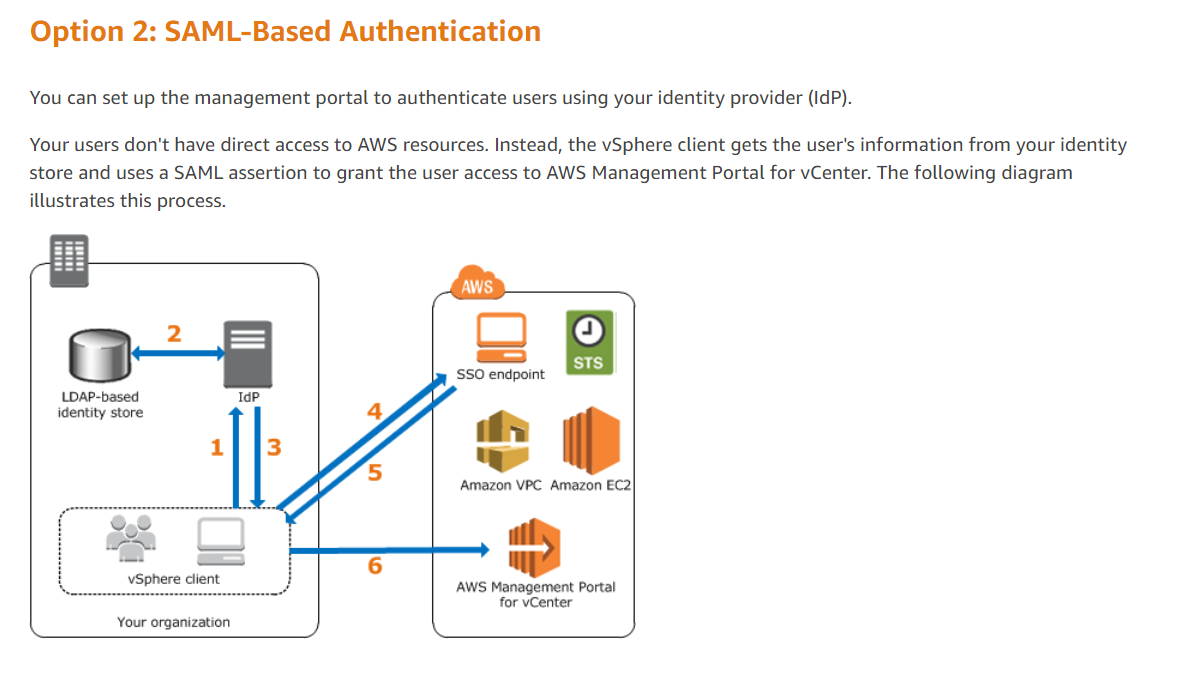 Option 2: SAML-Based Authentication
You can set up the management portal to authenticate users using your identity provider (IdP).
Your users don't have direct access to AWS resources. Instead, the vSphere client gets the user's information from your identity
store and uses a SAML assertion to grant the user access to AWS Management Portal for vCenter. The following diagram
illustrates this process.
AWS
2
STS
SSO endpoint
LDAP-based
identity store
IdP
4
1
3
5
Amazon VPC
Amazon EC2
6
vSphere client
AWS Management Portal
for vCenter
Your organization